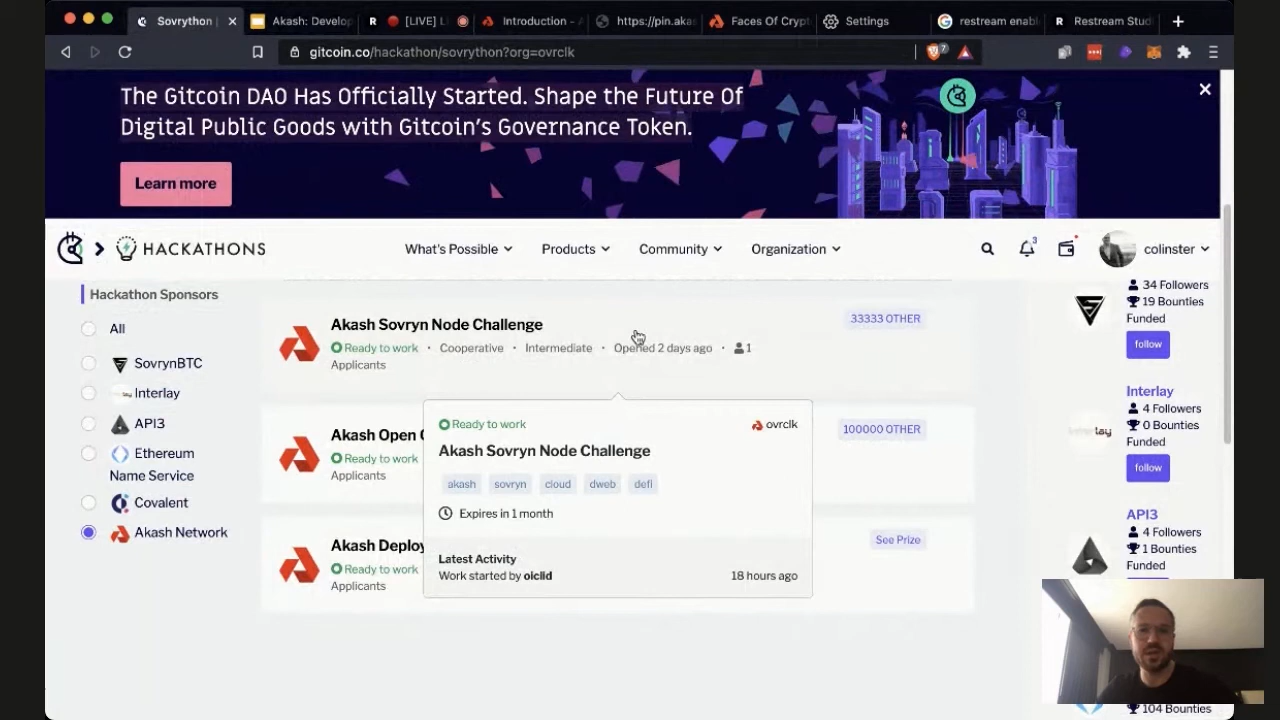 Sovrython
Akash: Develop
[LIVE] L
Introduction - A
https://pin.akas
Faces Of Crypt
Settings
restream enabl
Restream Stud
gitcoin.co/hackathon/sovrython?org=ovrclk
7
The Gitcoin DAO Has Officially Started. Shape the Future Of
Digital Public Goods with Gitcoin's Governance Token.
Learn more
HACKATHONS
What's Possible
Products
Community
Organization
3
colinster
Hackathon Sponsors
All
SovrynBTC
Interlay
API3
Ethereum
Name Service
Covalent
Akash Network
Akash Sovryn Node Challenge
33333 OTHER
Ready to work · Cooperative · Intermediate · Opened 2 days ago · 1
Applicants
Akash Open
100000 OTHER
Ready to work
Applicants
Akash Deploy
See Prize
Ready to work
Applicants
Ready to work
ovrclk
Akash Sovryn Node Challenge
akash
sovryn
cloud
dweb
defi
Expires in 1 month
Latest Activity
Work started by oiclid
18 hours ago
34 Followers
19 Bounties
Funded
follow
Interlay
4 Followers
0 Bounties
Funded
follow
API3
4 Followers
1 Bounties
Funded
104 Bounties